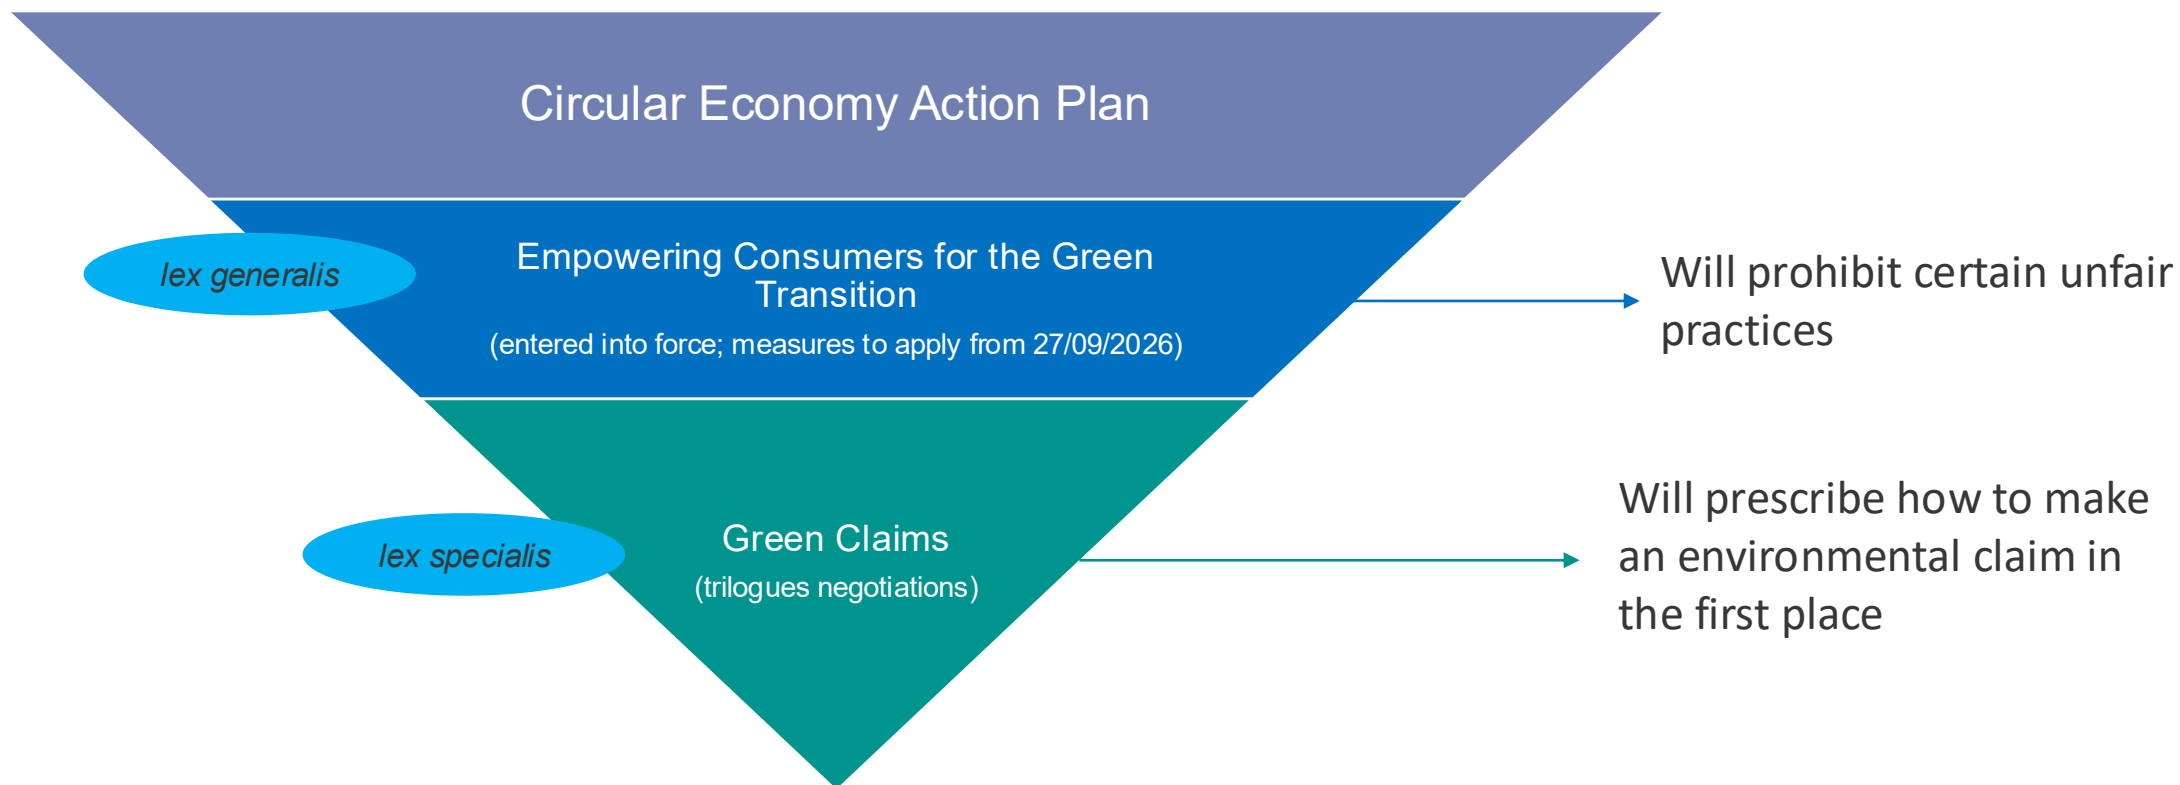 Circular Economy Action Plan
lex generalis
Empowering Consumers for the Green
Transition
(entered into force; measures to apply from 27/09/2026)
Will prohibit certain unfair
practices
lex specialis
Green Claims
(trilogues negotiations)
Will prescribe how to make
an environmental claim in
the first place